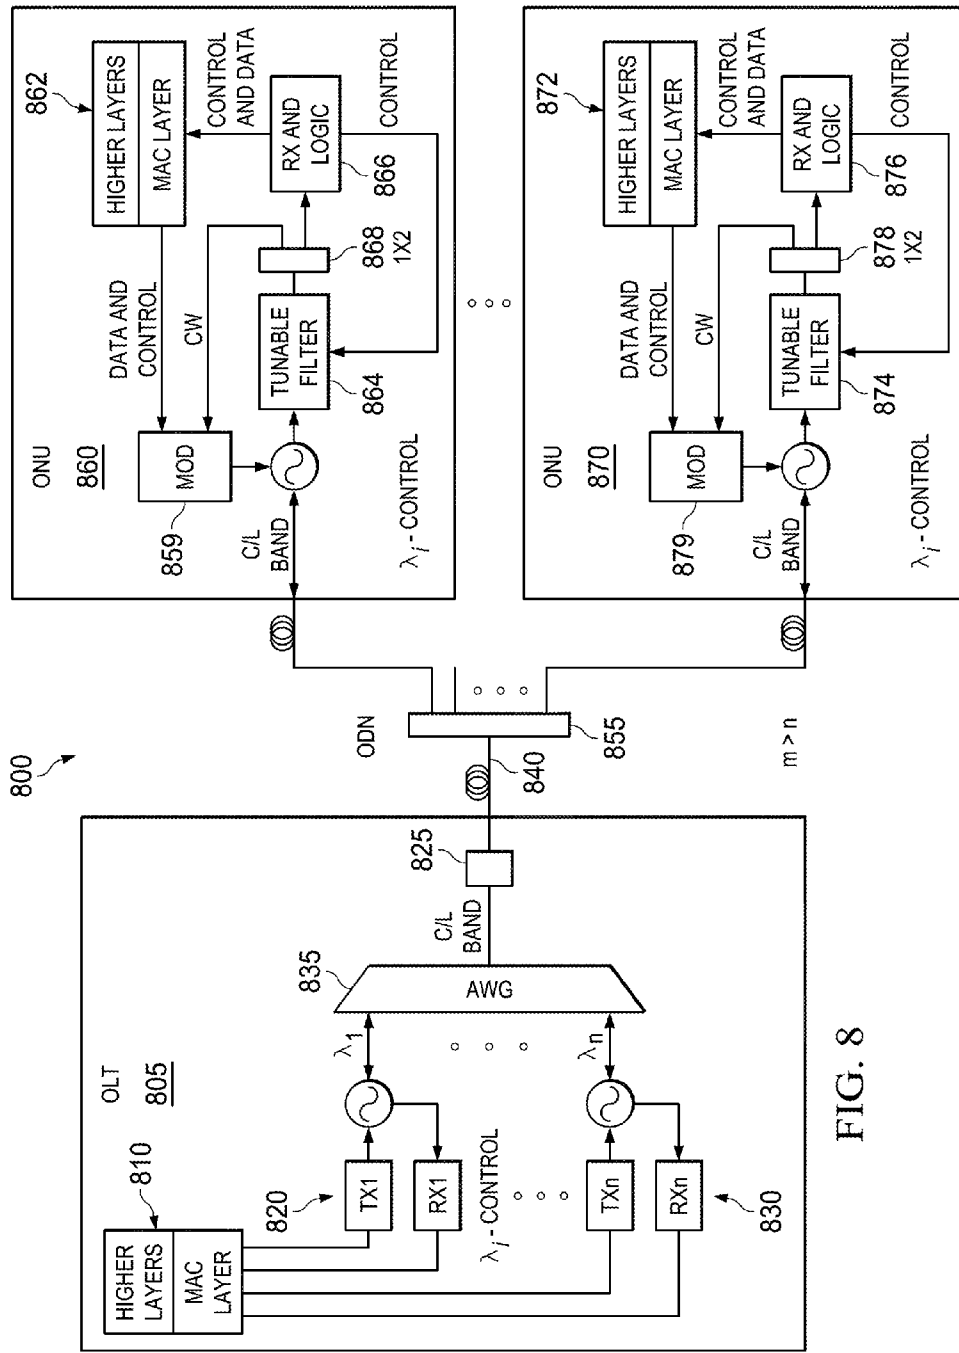 800
OLT
805
810
HIGHER
LAYERS
MAC
LAYER
820
TX1
RX1
λi - CONTROL
TXn
RXn
830
λ1
λn
835
AWG
C/L
BAND
825
840
ODN
855
m > n
ONU
860
862
HIGHER LAYERS
MAC LAYER
DATA AND
CONTROL
CW
CONTROL
AND DATA
MOD
859
C/L
BAND
TUNABLE
FILTER
864
868
1X2
RX AND
LOGIC
866
CONTROL
λi - CONTROL
ONU
870
872
HIGHER LAYERS
MAC LAYER
DATA AND
CONTROL
CW
CONTROL
AND DATA
MOD
879
C/L
BAND
TUNABLE
FILTER
874
878
1X2
RX AND
LOGIC
876
CONTROL
λi - CONTROL
FIG. 8